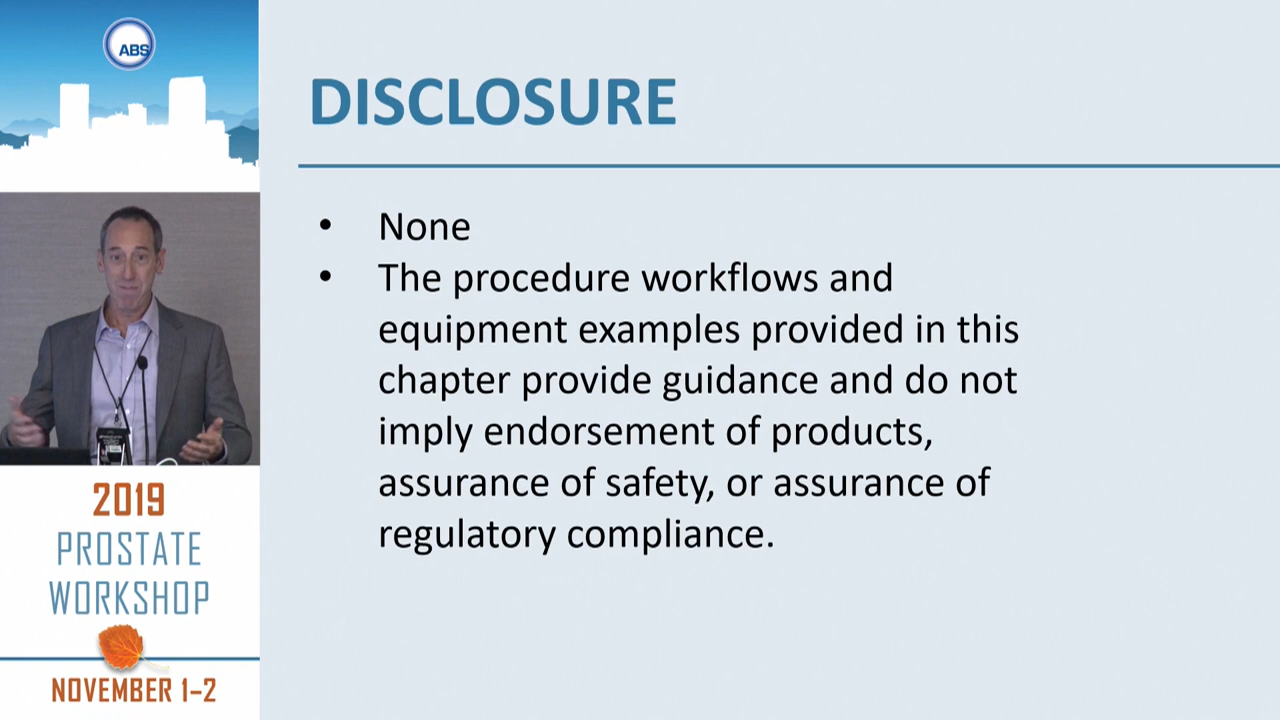 ABS
DISCLOSURE
• None
• The procedure workflows and
equipment examples provided in this
chapter provide guidance and do not
imply endorsement of products,
assurance of safety, or assurance of
regulatory compliance.
2019
PROSTATE
WORKSHOP
NOVEMBER 1–2